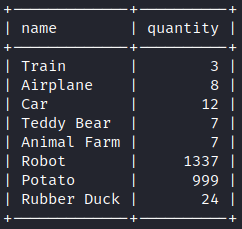 +-------------+----------+
| name        | quantity |
+-------------+----------+
| Train       |        3 |
| Airplane    |        8 |
| Car         |       12 |
| Teddy Bear  |        7 |
| Animal Farm |        7 |
| Robot       |     1337 |
| Potato      |      999 |
| Rubber Duck |       24 |
+-------------+----------+